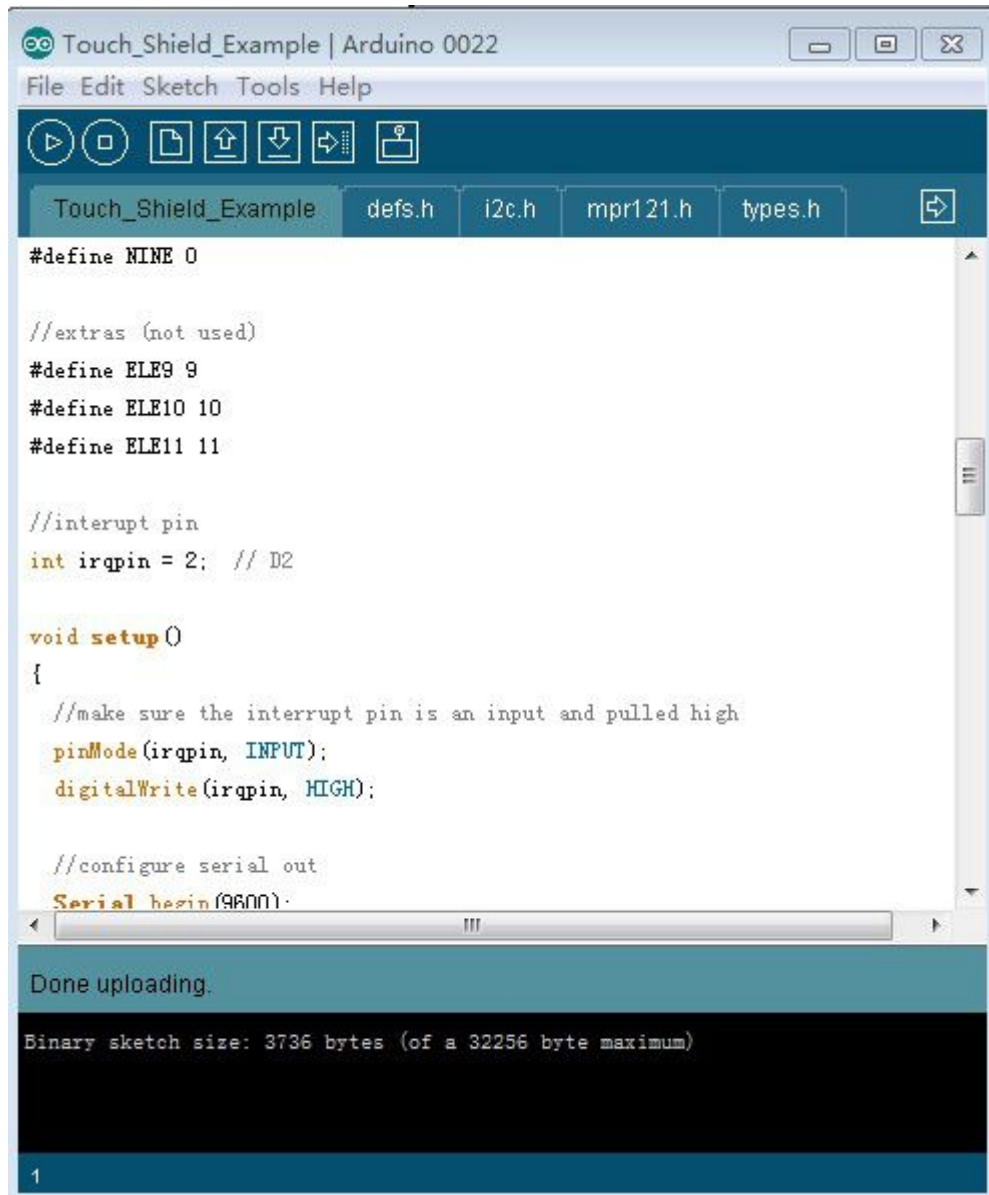 Touch_Shield_Example | Arduino 0022
File Edit Sketch Tools Help
Touch_Shield_Example defs.h i2c.h mpr121.h types.h
#define NINE 0
//extras (not used)
#define ELE9 9
#define ELE10 10
#define ELE11 11
//interupt pin
int irqpin = 2;  // D2
void setup()
{
//make sure the interrupt pin is an input and pulled high
pinMode(irqpin, INPUT);
digitalWrite(irqpin, HIGH);
//configure serial out
Serial.begin(9600);
Done uploading.
Binary sketch size: 3736 bytes (of a 32256 byte maximum)
1